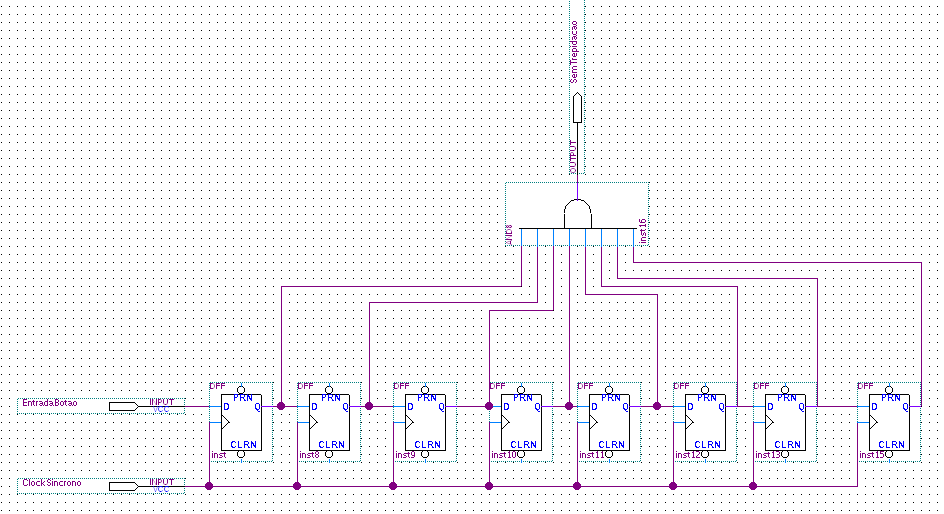 SemTrepidacao
OUTPUT
AND8
inst16
DFF
DFF
DFF
DFF
DFF
DFF
DFF
DFF
EntradaBotao
INPUT
VCC
PRN
D
Q
CLRN
inst
PRN
D
Q
CLRN
inst8
PRN
D
Q
CLRN
inst9
PRN
D
Q
CLRN
inst10
PRN
D
Q
CLRN
inst11
PRN
D
Q
CLRN
inst12
PRN
D
Q
CLRN
inst13
PRN
D
Q
CLRN
inst15
ClockSincrono
INPUT
VCC